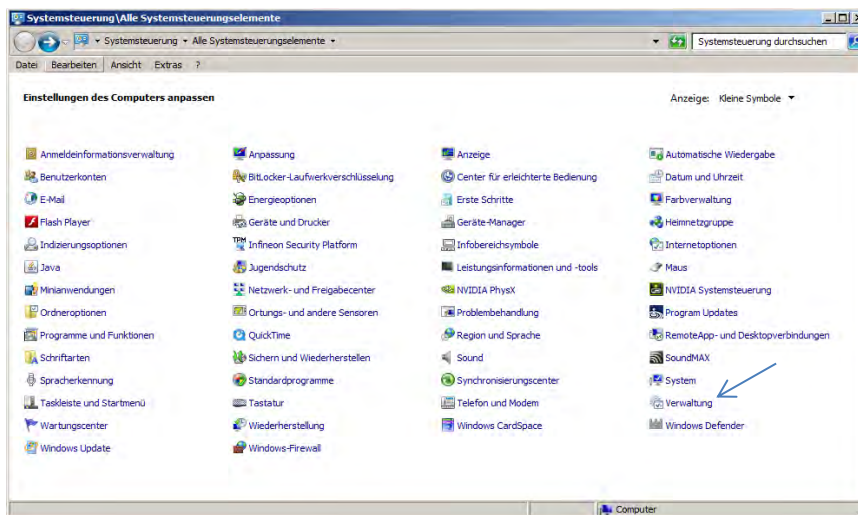 Systemsteuerung\Alle Systemsteuerungselemente
Systemsteuerung Alle Systemsteuerungselemente
Systemsteuerung durchsuchen
Datei Bearbeiten Ansicht Extras ?
Einstellungen des Computers anpassen
Anzeige: Kleine Symbole
Anmeldeinformationsverwaltung Anpassung Anzeige Automatische Wiedergabe
Benutzerkonten BitLocker-Laufwerkverschlüsselung Center für erleichterte Bedienung Datum und Uhrzeit
E-Mail Energieoptionen Erste Schritte Farbverwaltung
Flash Player Geräte und Drucker Geräte-Manager Heimnetzgruppe
Indizierungsoptionen TPM Infineon Security Platform Infobereichsymbole Internetoptionen
Java Jugendschutz Leistungsinformationen und -tools Maus
Minianwendungen Netzwerk- und Freigabecenter NVIDIA PhysX NVIDIA Systemsteuerung
Ordneroptionen Ortungs- und andere Sensoren Problembehandlung Program Updates
Programme und Funktionen QuickTime Region und Sprache RemoteApp- und Desktopverbindungen
Schriftarten Sichern und Wiederherstellen Sound SoundMAX
Spracherkennung Standardprogramme Synchronisierungscenter System
Taskleiste und Startmenü Tastatur Telefon und Modem Verwaltung
Wartungscenter Wiederherstellung Windows CardSpace Windows Defender
Windows Update Windows-Firewall
Computer